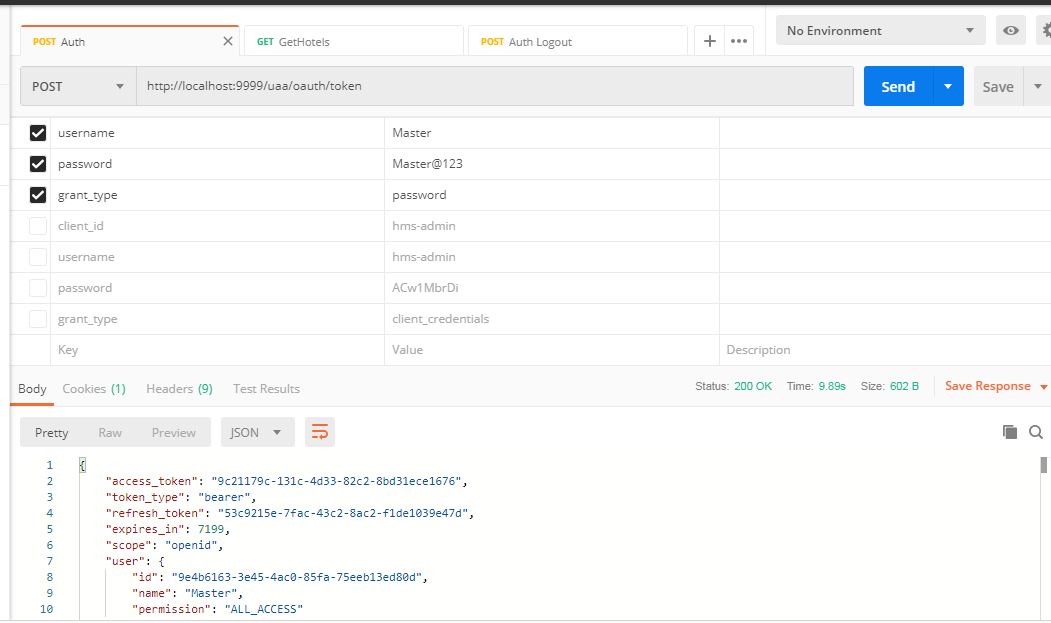 POST Auth
GET GetHotels
POST Auth Logout
No Environment
POST http://localhost:9999/uaa/oauth/token Send Save
username Master
password Master@123
grant_type password
client_id hms-admin
username hms-admin
password ACw1MbrDi
grant_type client_credentials
Key Value Description
Body Cookies (1) Headers (9) Test Results Status: 200 OK Time: 9.89s Size: 602 B Save Response
Pretty Raw Preview JSON
1 {
2 "access_token": "9c21179c-131c-4d33-82c2-8bd31ece1676",
3 "token_type": "bearer",
4 "refresh_token": "53c9215e-7fac-43c2-8ac2-f1de1039e47d",
5 "expires_in": 7199,
6 "scope": "openid",
7 "user": {
8 "id": "9e4b6163-3e45-4ac0-85fa-75eeb13ed80d",
9 "name": "Master",
10 "permission": "ALL_ACCESS"